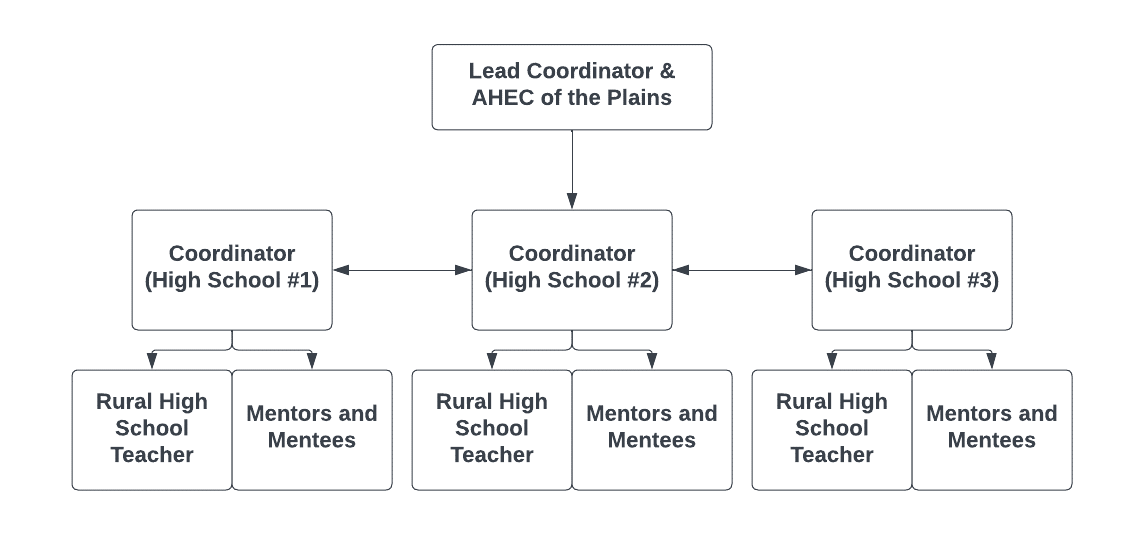 Lead Coordinator &
AHEC of the Plains
Coordinator
(High School #1)
Coordinator
(High School #2)
Coordinator
(High School #3)
Rural High
School
Teacher
Mentors and
Mentees
Rural High
School
Teacher
Mentors and
Mentees
Rural High
School
Teacher
Mentors and
Mentees